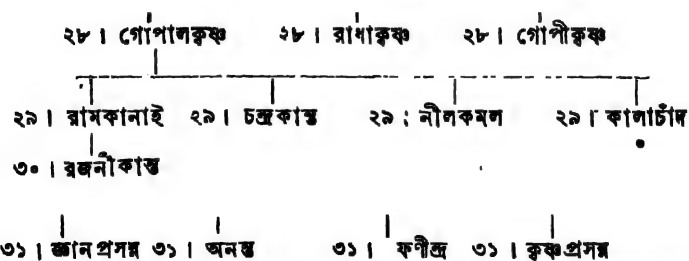 ২৮। গোপালকৃষ্ণ ২৮। রাধাকৃষ্ণ ২৮। গোপীকৃষ্ণ
২৯। রামকানাই ২৯। চন্দ্রকান্ত ২৯; নীলকমল ২৯। কালাচাঁদ
৩০। রজনীকান্ত
৩১। জ্ঞানপ্রসন্ন ৩১। অনন্ত ৩১। ফণীন্দ্র ৩১। কৃষ্ণপ্রসন্ন